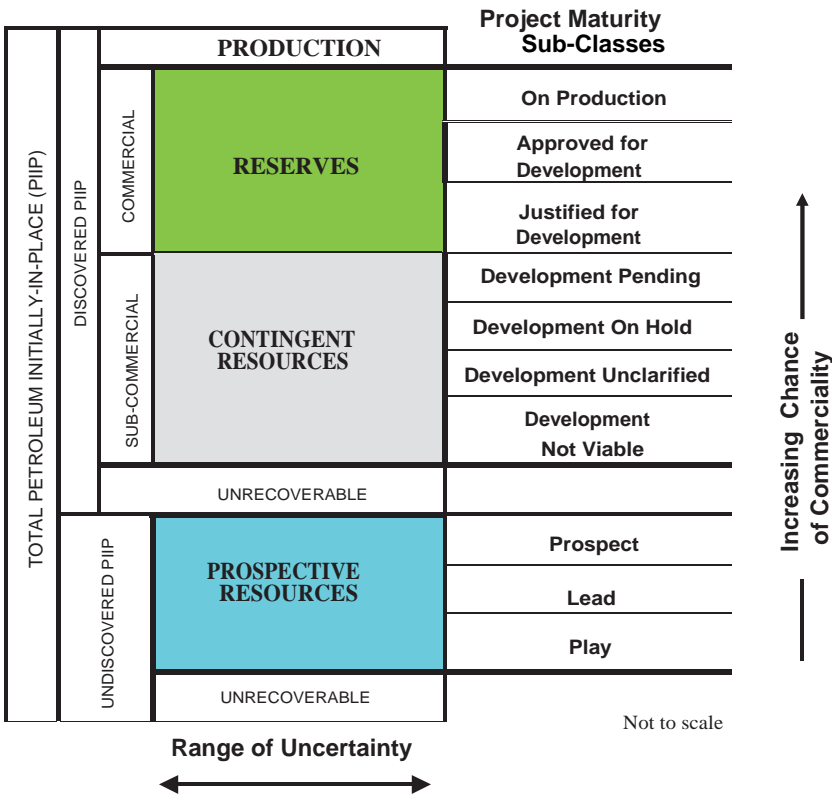 Project Maturity
Sub-Classes
PRODUCTION
TOTAL PETROLEUM INITIALLY-IN-PLACE (PIIP)
DISCOVERED PIIP
COMMERCIAL
RESERVES
On Production
Approved for
Development
Justified for
Development
SUB-COMMERCIAL
CONTINGENT
RESOURCES
Development Pending
Development On Hold
Development Unclarified
Development
Not Viable
UNRECOVERABLE
UNDISCOVERED PIIP
PROSPECTIVE
RESOURCES
Prospect
Lead
Play
UNRECOVERABLE
Increasing Chance
of Commerciality
Not to scale
Range of Uncertainty